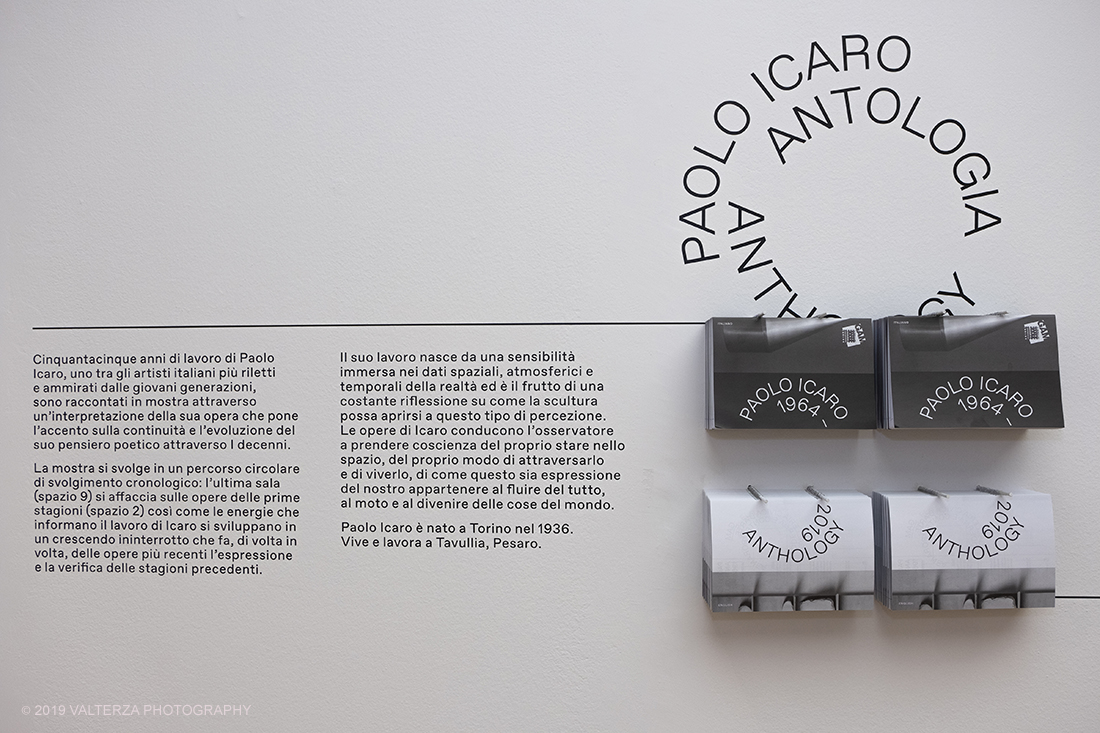 PAOLO ICARO
ANTOLOGIA
ANTHO
GY
Cinquantacinque anni di lavoro di Paolo
Icaro, uno tra gli artisti italiani più riletti
e ammirati dalle giovani generazioni,
sono raccontati in mostra attraverso
un'interpretazione della sua opera che pone
l'accento sulla continuità e l'evoluzione del
suo pensiero poetico attraverso I decenni.
La mostra si svolge in un percorso circolare
di svolgimento cronologico: l'ultima sala
(spazio 9) si affaccia sulle opere delle prime
stagioni (spazio 2) così come le energie che
informano il lavoro di Icaro si sviluppano in
un crescendo ininterrotto che fa, di volta in
volta, delle opere più recenti l'espressione
e la verifica delle stagioni precedenti.
Il suo lavoro nasce da una sensibilità
immersa nei dati spaziali, atmosferici e
temporali della realtà ed è il frutto di una
costante riflessione su come la scultura
possa aprirsi a questo tipo di percezione.
Le opere di Icaro conducono l'osservatore
a prendere coscienza del proprio stare nello
spazio, del proprio modo di attraversarlo
e di viverlo, di come questo sia espressione
del nostro appartenere al fluire del tutto,
al moto e al divenire delle cose del mondo.
Paolo Icaro è nato a Torino nel 1936.
Vive e lavora a Tavullia, Pesaro.
PAOLO ICARO
1964 –
PAOLO ICARO
1964 –
2019
ANTHOLOGY
2019
ANTHOLOGY
© 2019 VALTERZA PHOTOGRAPHY